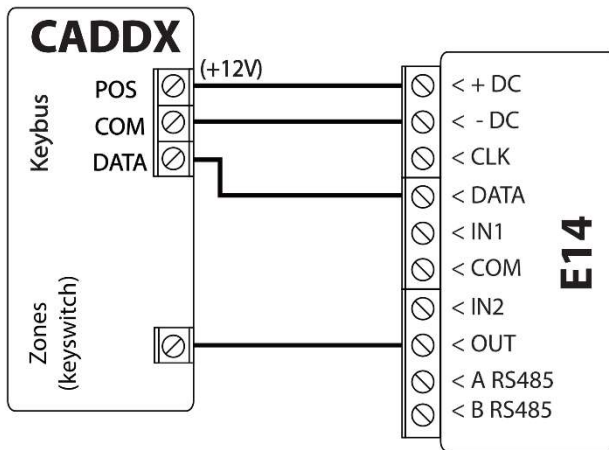 CADDX
(+12V)
POS
COM
DATA
Keybus
Zones
(keyswitch)
< + DC
< - DC
< CLK
< DATA
< IN1
< COM
< IN2
< OUT
< A RS485
< B RS485
E14